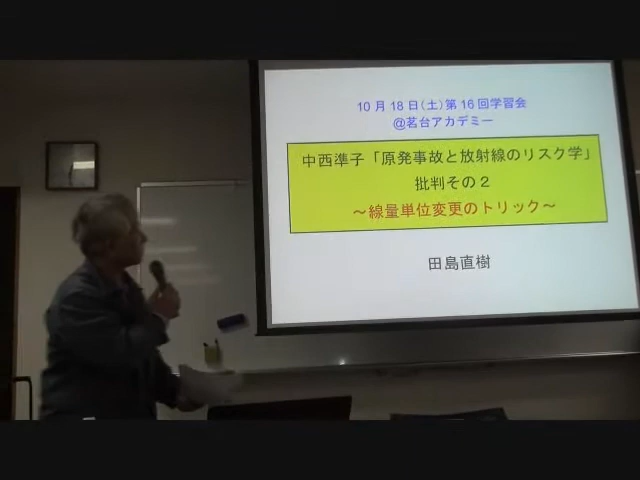 10月18日(土)第16回学習会
@茗台アカデミー
中西準子「原発事故と放射線のリスク学」
批判その2
～線量単位変更のトリック～
田島直樹